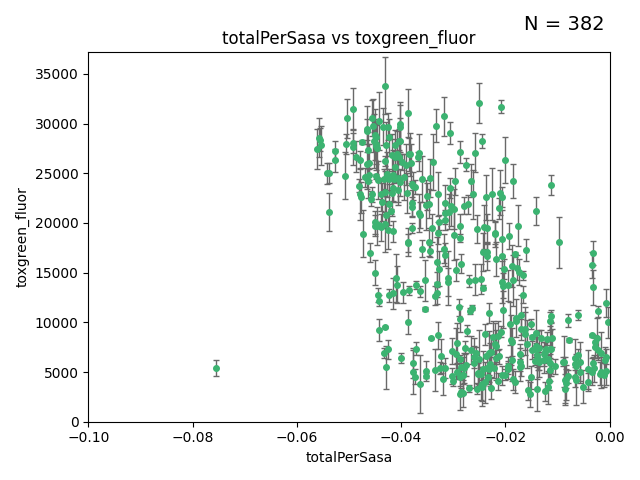 N = 382
totalPerSasa vs toxgreen_fluor
toxgreen_fluor
35000
30000
25000
20000
15000
10000
5000
0
−0.10 −0.08 −0.06 −0.04 −0.02 0.00
totalPerSasa